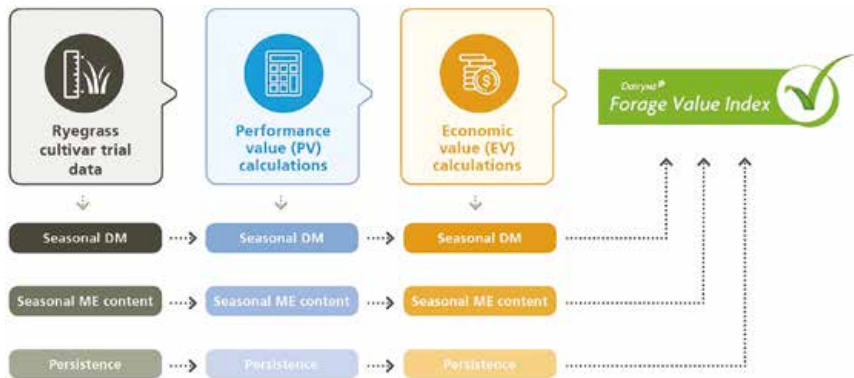 Ryegrass
cultivar trial
data
Performance
value (PV)
calculations
Economic
value (EV)
calculations
DairyNZ
Forage Value Index
Seasonal DM
Seasonal DM
Seasonal DM
Seasonal ME content
Seasonal ME content
Seasonal ME content
Persistence
Persistence
Persistence